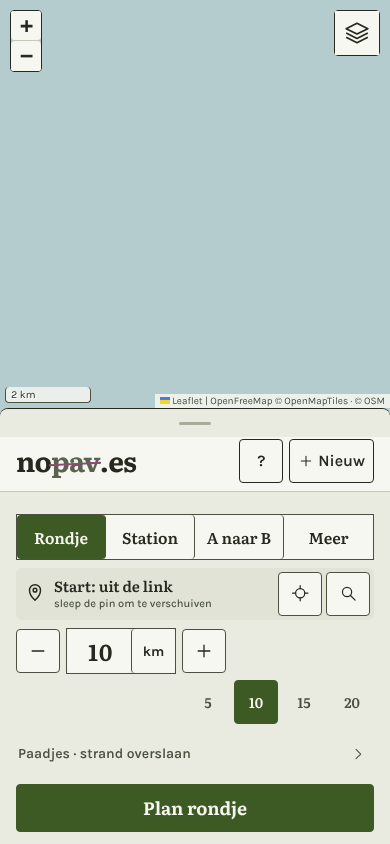 +
−
2 km
Leaflet | OpenFreeMap © OpenMapTiles · © OSM
nopav.es
?
+ Nieuw
Rondje
Station
A naar B
Meer
Start: uit de link
sleep de pin om te verschuiven
−
10
km
+
5
10
15
20
Paadjes · strand overslaan
Plan rondje